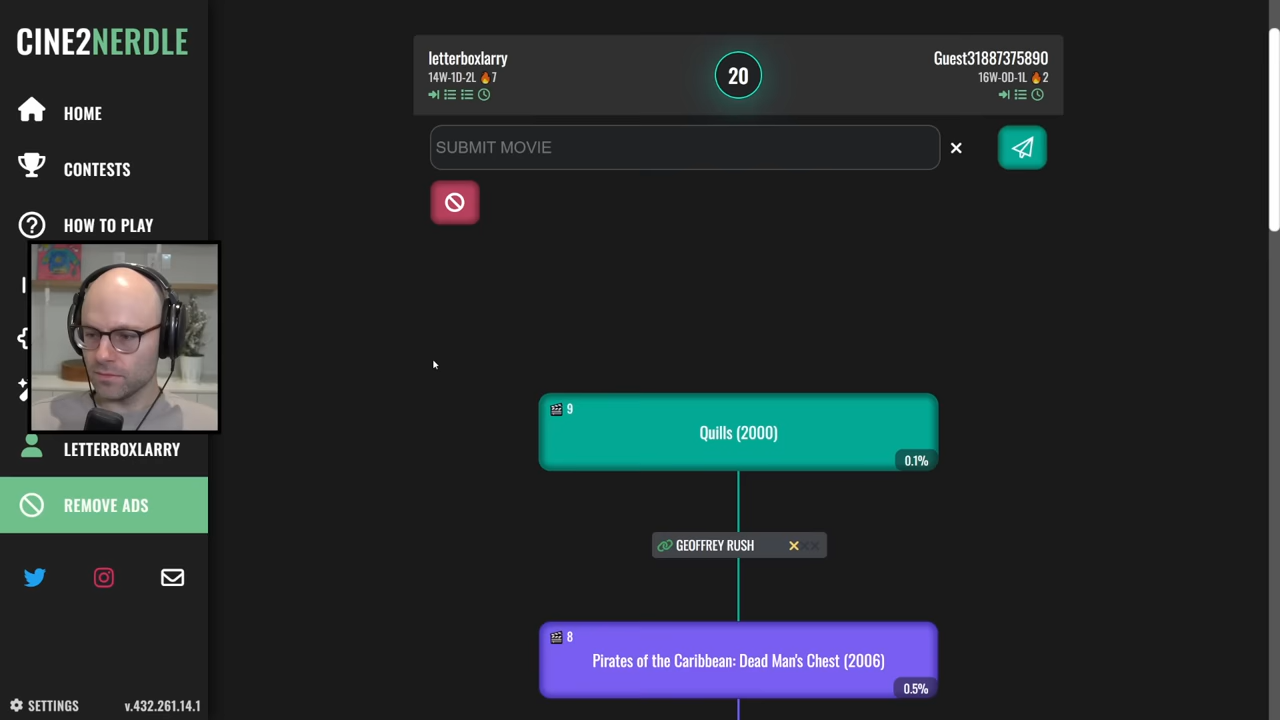 CINE2NERDLE
HOME
CONTESTS
HOW TO PLAY
LETTERBOXLARRY
REMOVE ADS
SETTINGS
v.432.261.14.1
letterboxlarry
14W-1D-2L 🔥7
20
Guest31887375890
16W-0D-1L 🔥2
SUBMIT MOVIE
9
Quills (2000)
0.1%
GEOFFREY RUSH
8
Pirates of the Caribbean: Dead Man's Chest (2006)
0.5%